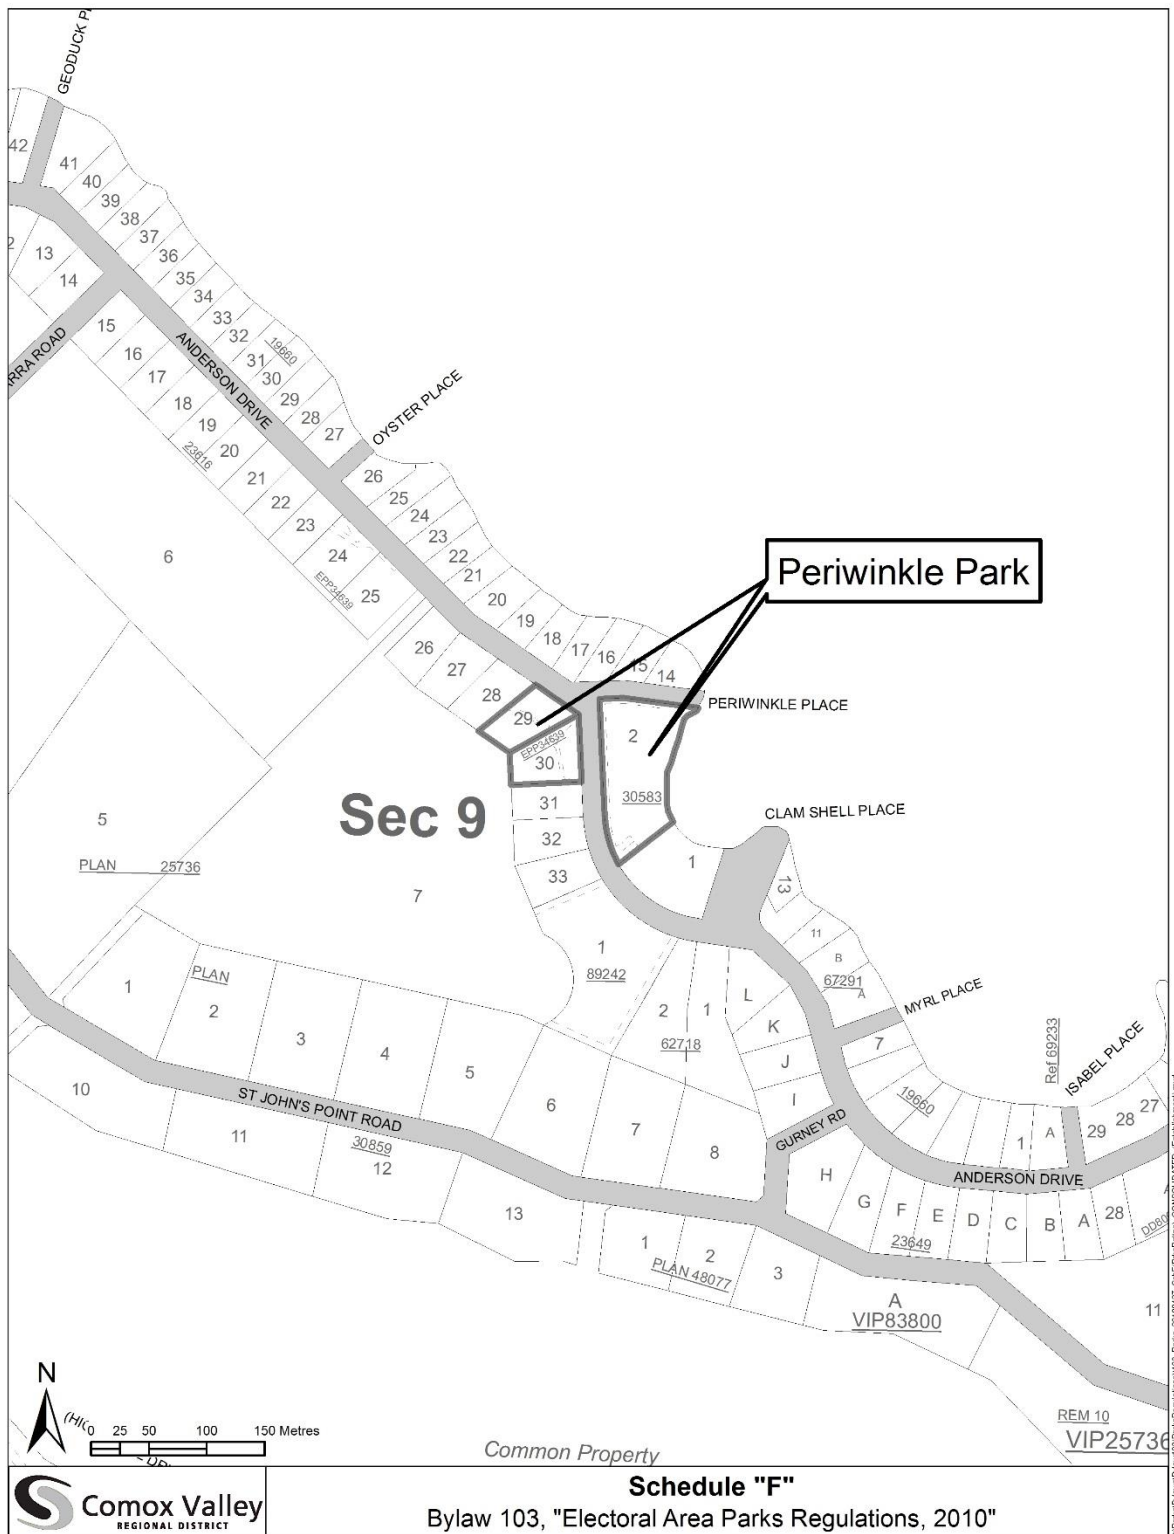 GEODUCK
42
41
40
39
38
37
36
35
34
33
32
31
30
29
28
27
19660
13
14
15
16
17
18
19
20
21
22
23
24
25
23616
EPP34639
ANDERSON DRIVE
OYSTER PLACE
26
25
24
23
22
21
20
19
18
17
16
15
14
6
Periwinkle Park
26
27
28
29
EPP34639
30
31
32
33
2
30583
PERIWINKLE PLACE
CLAM SHELL PLACE
Sec 9
5
PLAN 25736
7
1
13
11
B
67291
A
MYRL PLACE
7
1
89242
2
1
62718
L
K
J
I
Ref 69233
ISABEL PLACE
19660
1
A
29
28
27
1
PLAN
2
3
4
5
6
7
8
10
11
ST JOHN'S POINT ROAD
30859
12
13
GURNEY RD
ANDERSON DRIVE
H
G
F
E
D
C
B
A
28
23649
1
2
3
PLAN 48077
A
VIP83800
11
REM 10
VIP25736
N
0 25 50 100 150 Metres
Common Property
Comox Valley
REGIONAL DISTRICT
Schedule "F"
Bylaw 103, "Electoral Area Parks Regulations, 2010"